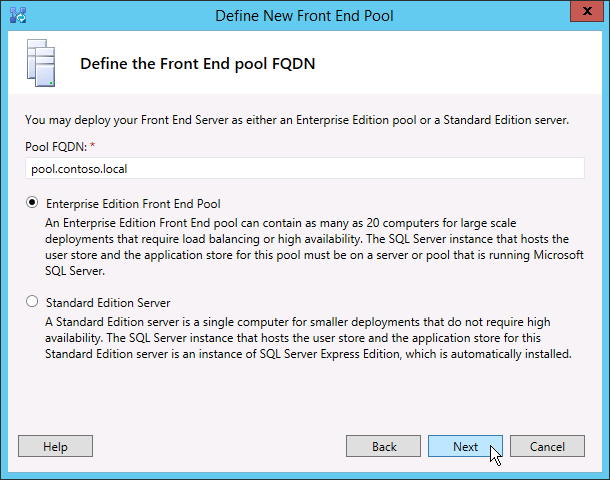 Define New Front End Pool
x
Define the Front End pool FQDN
You may deploy your Front End Server as either an Enterprise Edition pool or a Standard Edition server.
Pool FQDN: *
pool.contoso.local
Enterprise Edition Front End Pool
An Enterprise Edition Front End pool can contain as many as 20 computers for large scale
deployments that require load balancing or high availability. The SQL Server instance that hosts the
user store and the application store for this pool must be on a server or pool that is running Microsoft
SQL Server.
Standard Edition Server
A Standard Edition server is a single computer for smaller deployments that do not require high
availability. The SQL Server instance that hosts the user store and the application store for this
Standard Edition server is an instance of SQL Server Express Edition, which is automatically installed.
Help
Back
Next
Cancel